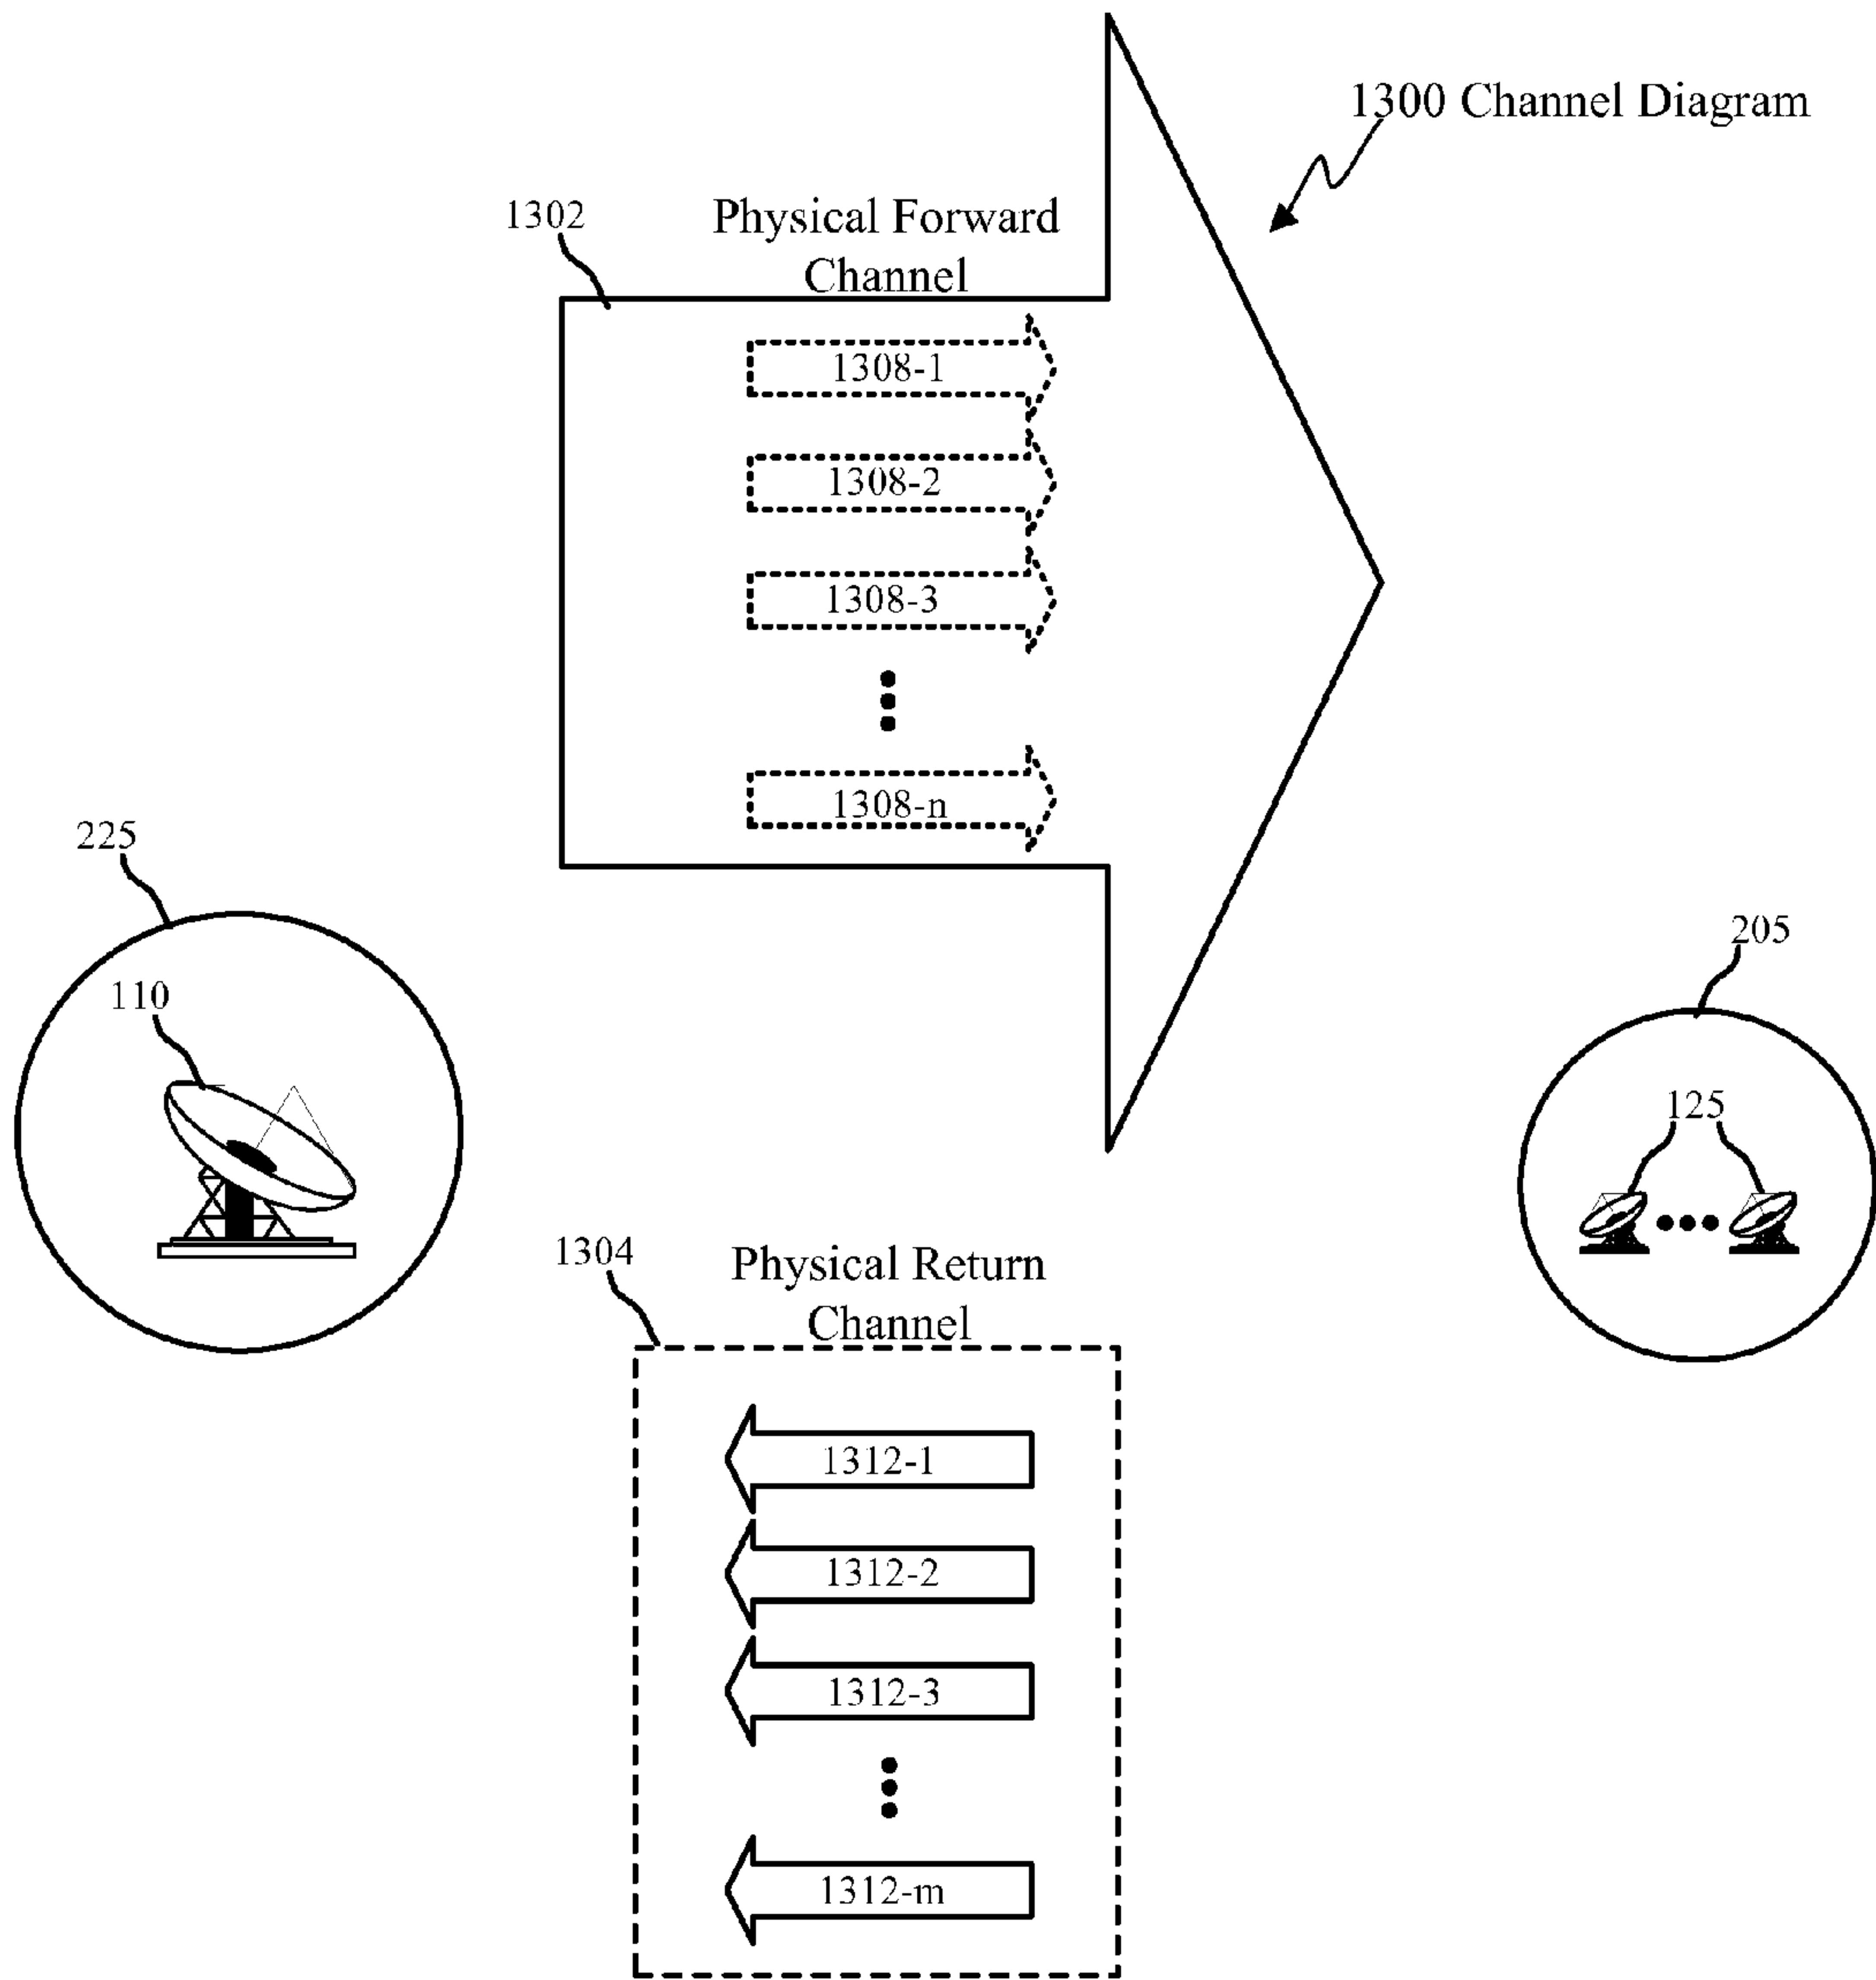 1300 Channel Diagram
1302
Physical Forward
Channel
1308-1
1308-2
1308-3
1308-n
225
205
110
125
1304
Physical Return
Channel
1312-1
1312-2
1312-3
1312-m